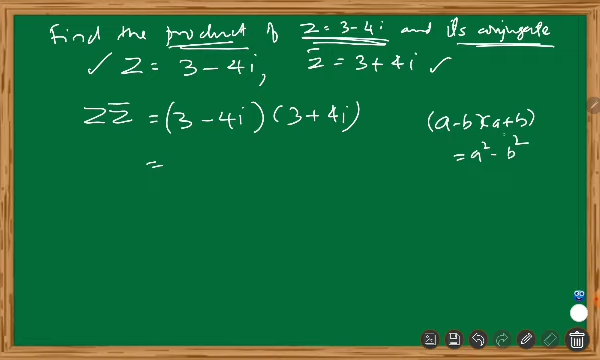 Find the product of z = 3 - 4i and its conjugate
✓ Z = 3 - 4i, z̄ = 3 + 4i ✓
ZZ̄ = (3 - 4i)(3 + 4i)
(a - b)(a + b)
= a² - b²
=